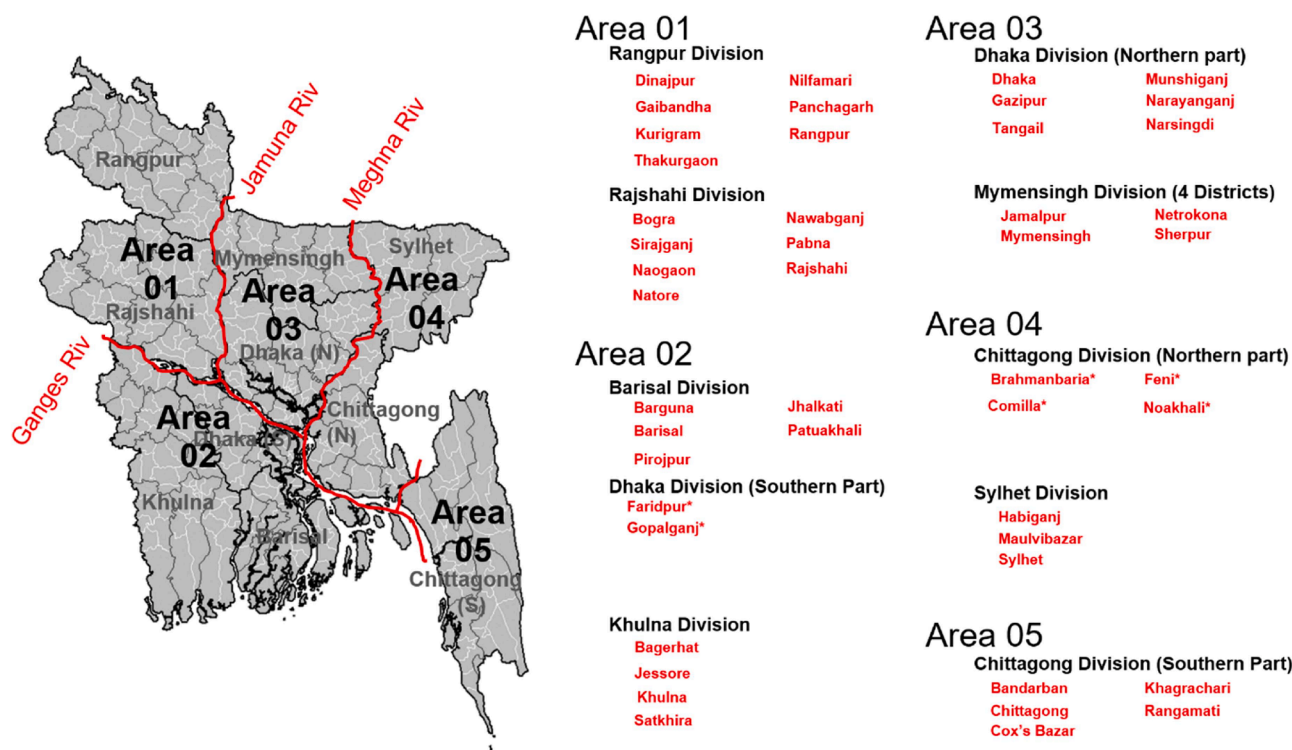 Rangpur
Jamuna Riv
Meghna Riv
Sylhet
Mymensingh
Area
01
Area
03
Area
04
Rajshahi
Dhaka (N)
Ganges Riv
Area
02
Dhaka (S)
Chittagong
(N)
Khulna
Barisal
Area
05
Chittagong
(S)
Area 01
Rangpur Division
Dinajpur Nilfamari
Gaibandha Panchagarh
Kurigram Rangpur
Thakurgaon
Rajshahi Division
Bogra Nawabganj
Sirajganj Pabna
Naogaon Rajshahi
Natore
Area 02
Barisal Division
Barguna Jhalkati
Barisal Patuakhali
Pirojpur
Dhaka Division (Southern Part)
Faridpur*
Gopalganj*
Khulna Division
Bagerhat
Jessore
Khulna
Satkhira
Area 03
Dhaka Division (Northern part)
Dhaka Munshiganj
Gazipur Narayanganj
Tangail Narsingdi
Mymensingh Division (4 Districts)
Jamalpur Netrokona
Mymensingh Sherpur
Area 04
Chittagong Division (Northern part)
Brahmanbaria* Feni*
Comilla* Noakhali*
Sylhet Division
Habiganj
Maulvibazar
Sylhet
Area 05
Chittagong Division (Southern Part)
Bandarban Khagrachari
Chittagong Rangamati
Cox's Bazar